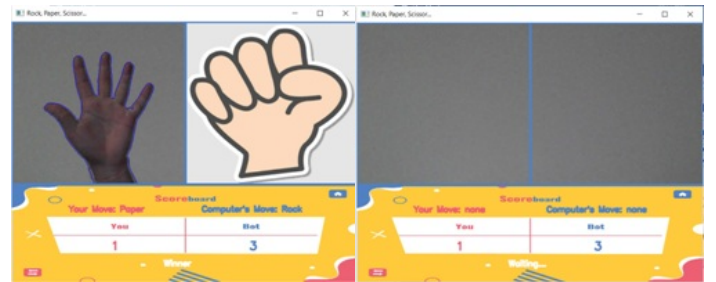 Rock, Paper, Scissor...
Scoreboard
Your Move: Paper Computer's Move: Rock
You Bot
1 3
Winner
Rock, Paper, Scissor...
Scoreboard
Your Move: none Computer's Move: none
You Bot
1 3
Waiting...